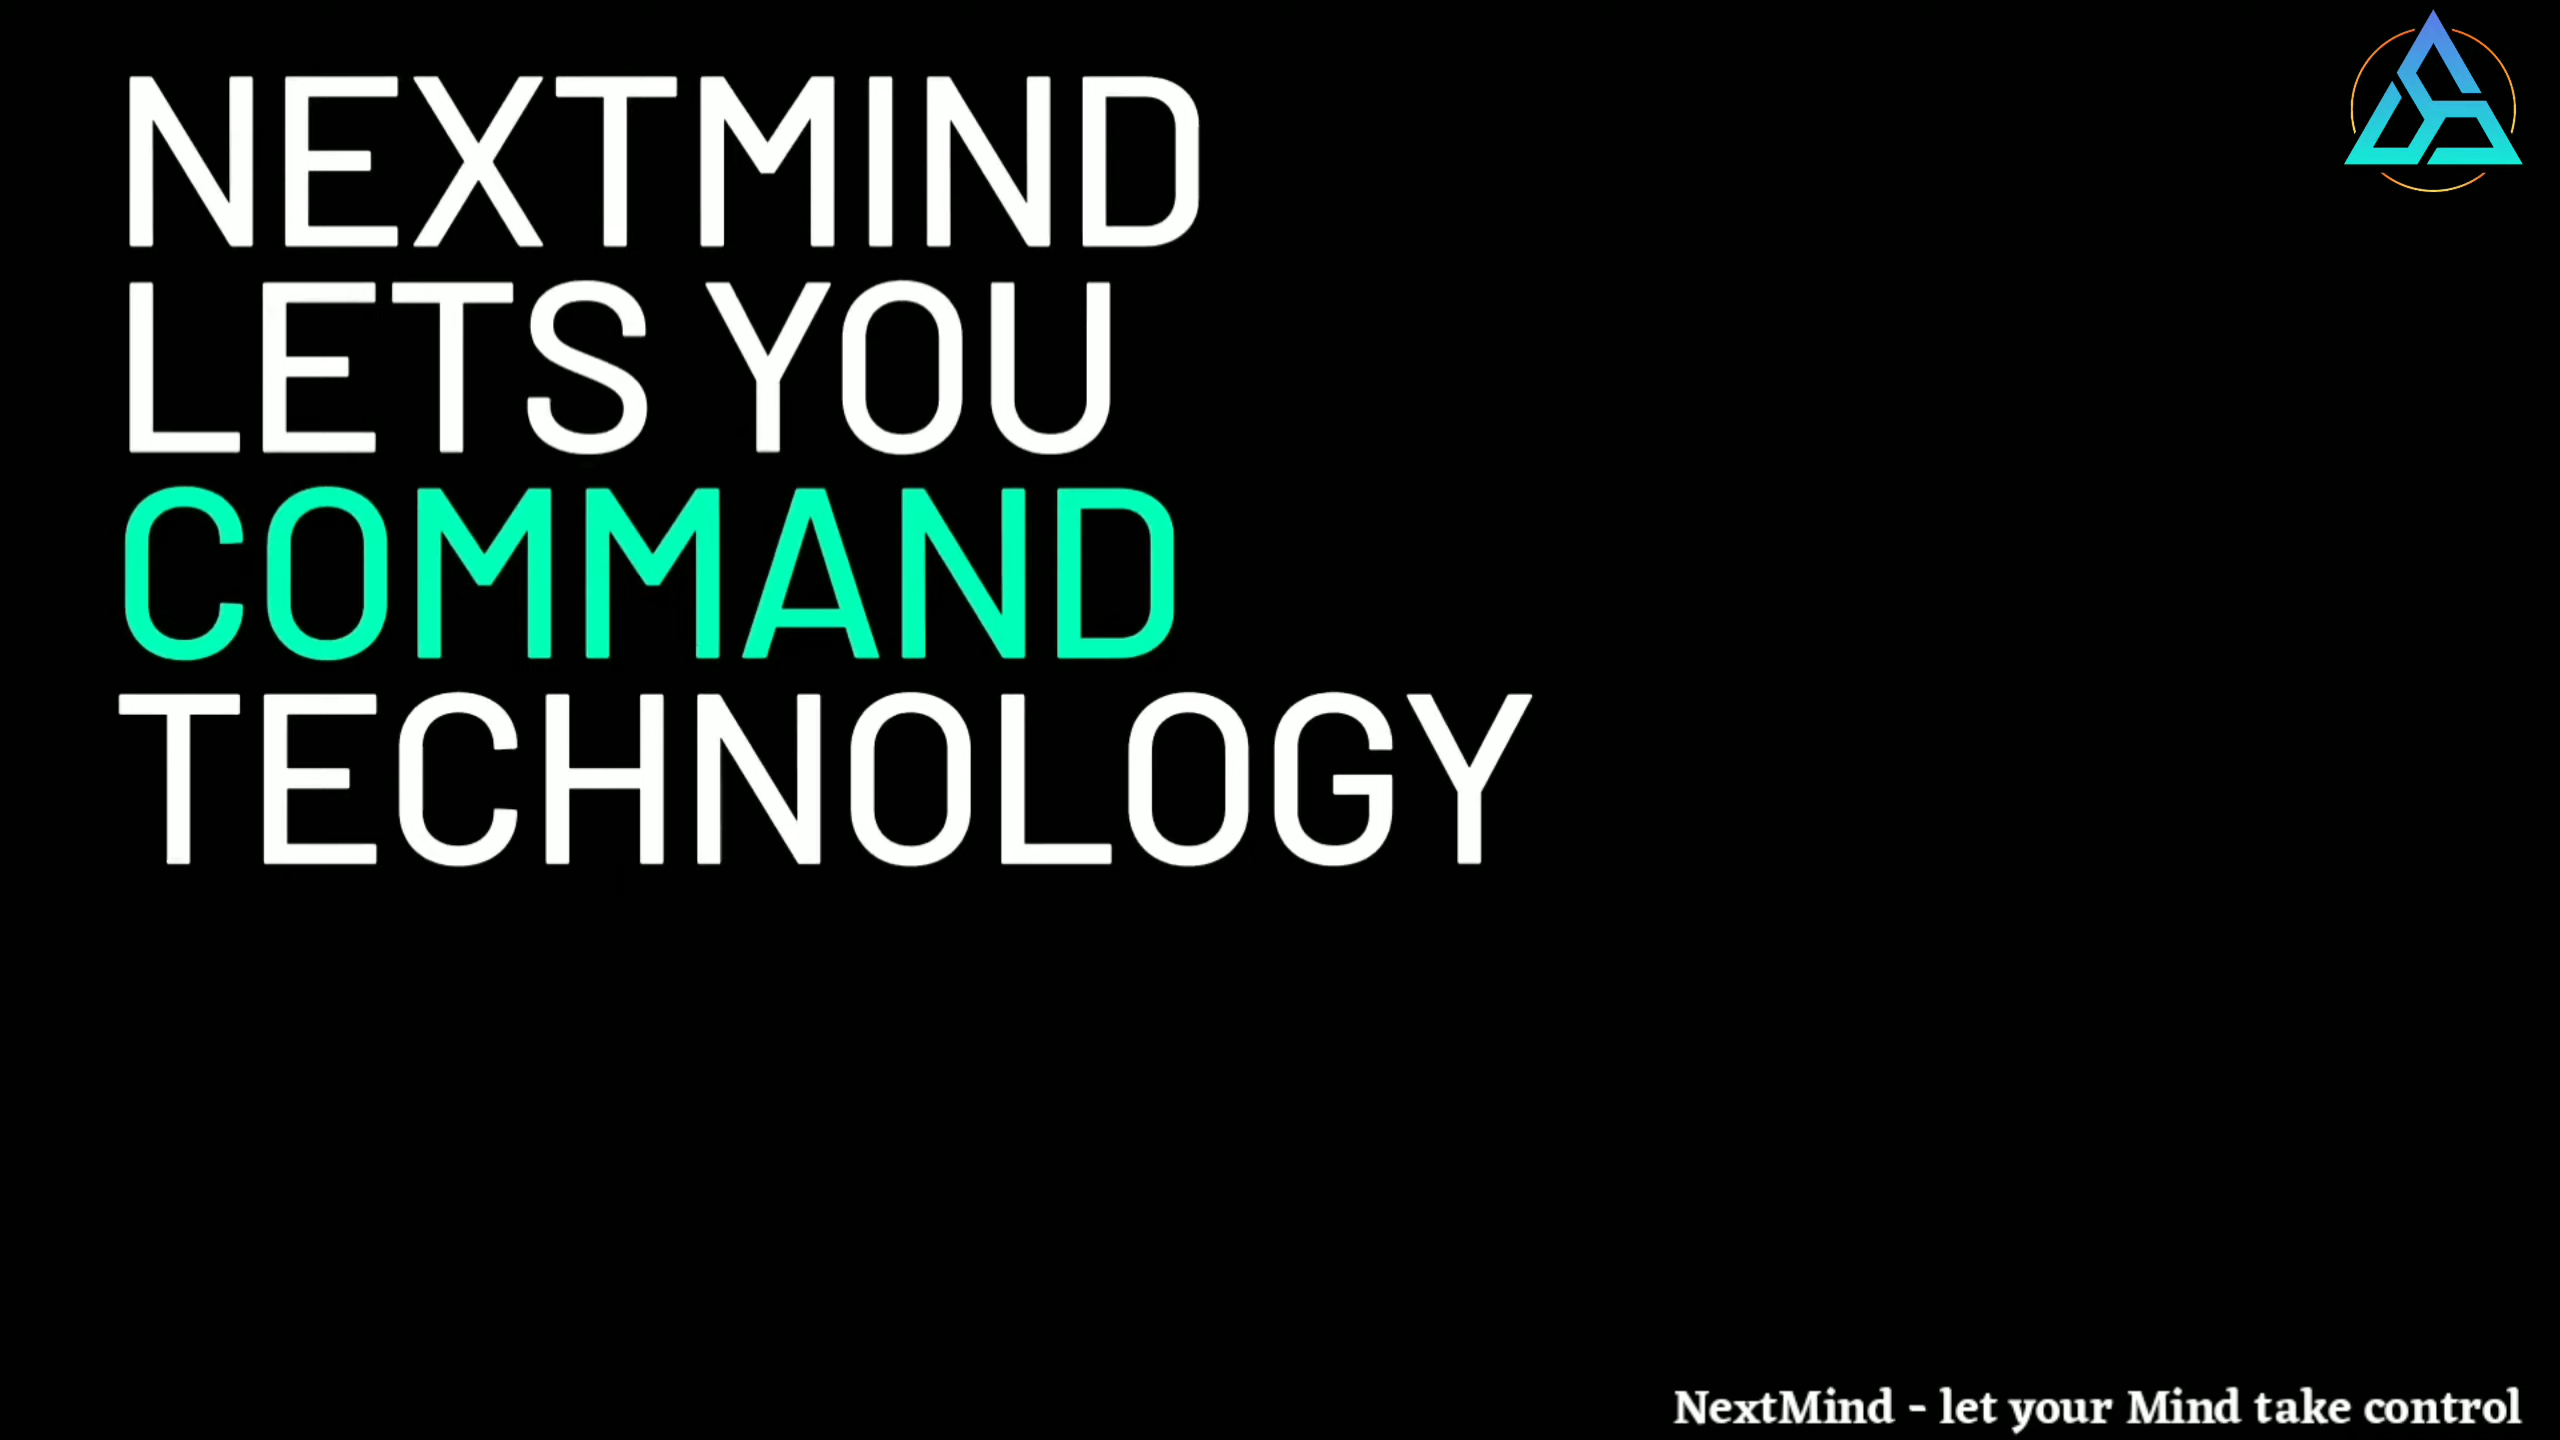 NEXTMIND
LETS YOU
COMMAND
TECHNOLOGY
NextMind - let your Mind take control